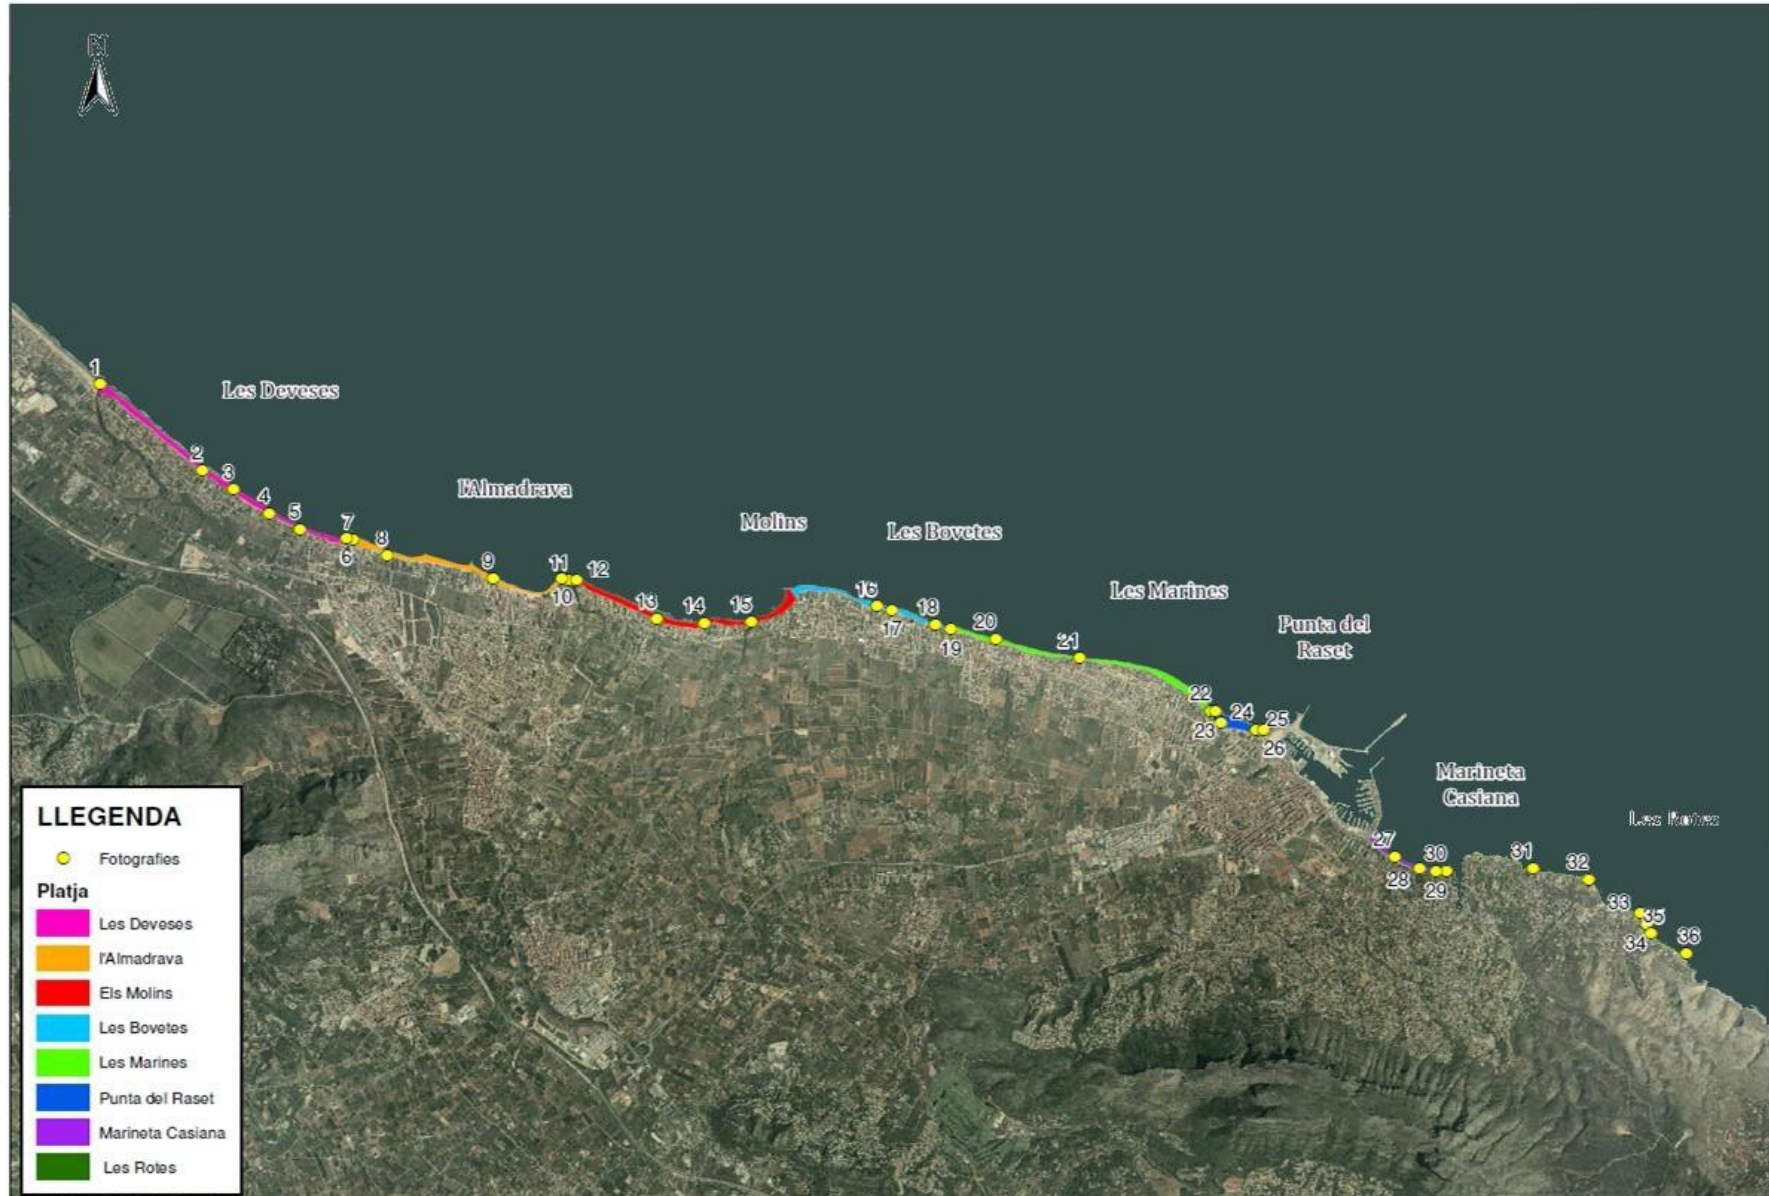 N
1
Les Deveses
2
3
4
5
l'Almadrava
7
6
8
9
11
10
12
Molins
13
14
15
Les Bovetes
16
17
18
19
20
Les Marines
21
Punta del
Raset
22
23
24
25
26
Marineta
Casiana
27
28
30
29
Les Rotes
31
32
33
35
34
36
LLEGENDA
Fotografies
Platja
Les Deveses
l'Almadrava
Els Molins
Les Bovetes
Les Marines
Punta del Raset
Marineta Casiana
Les Rotes